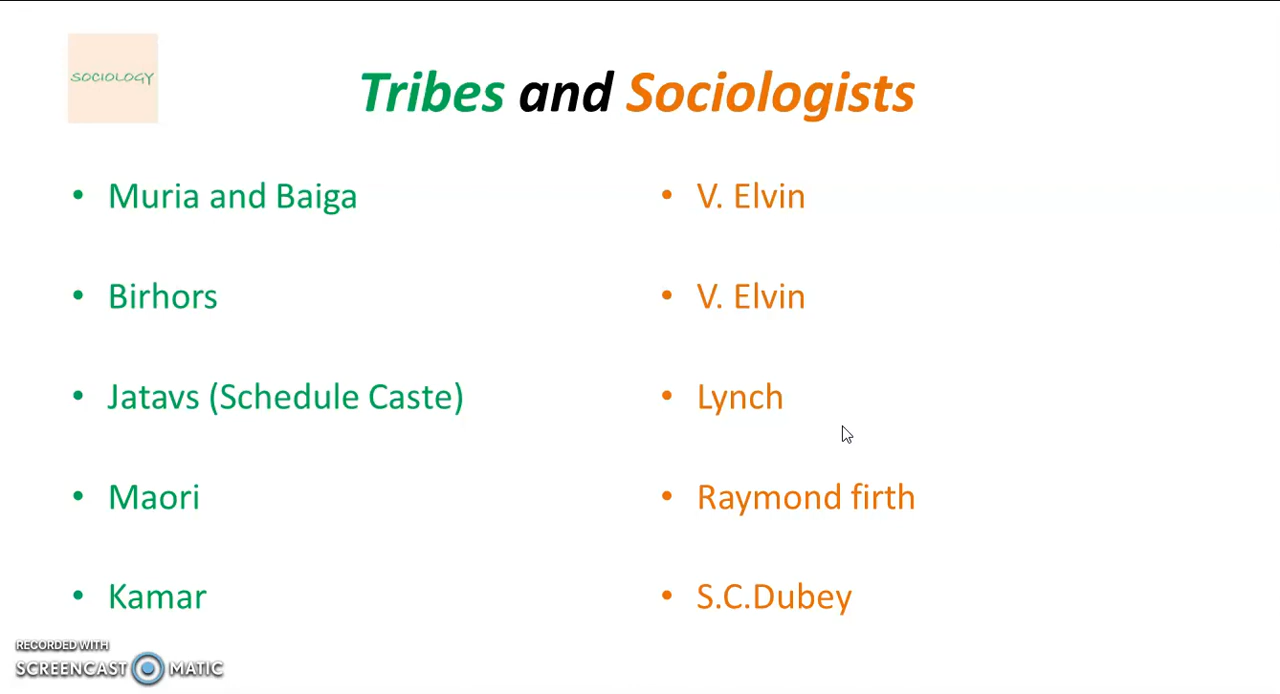 SOCIOLOGY
Tribes and Sociologists
• Muria and Baiga
• V. Elvin
• Birhors
• V. Elvin
• Jatavs (Schedule Caste)
• Lynch
• Maori
• Raymond firth
• Kamar
• S.C.Dubey
RECORDED WITH
SCREENCAST MATIC